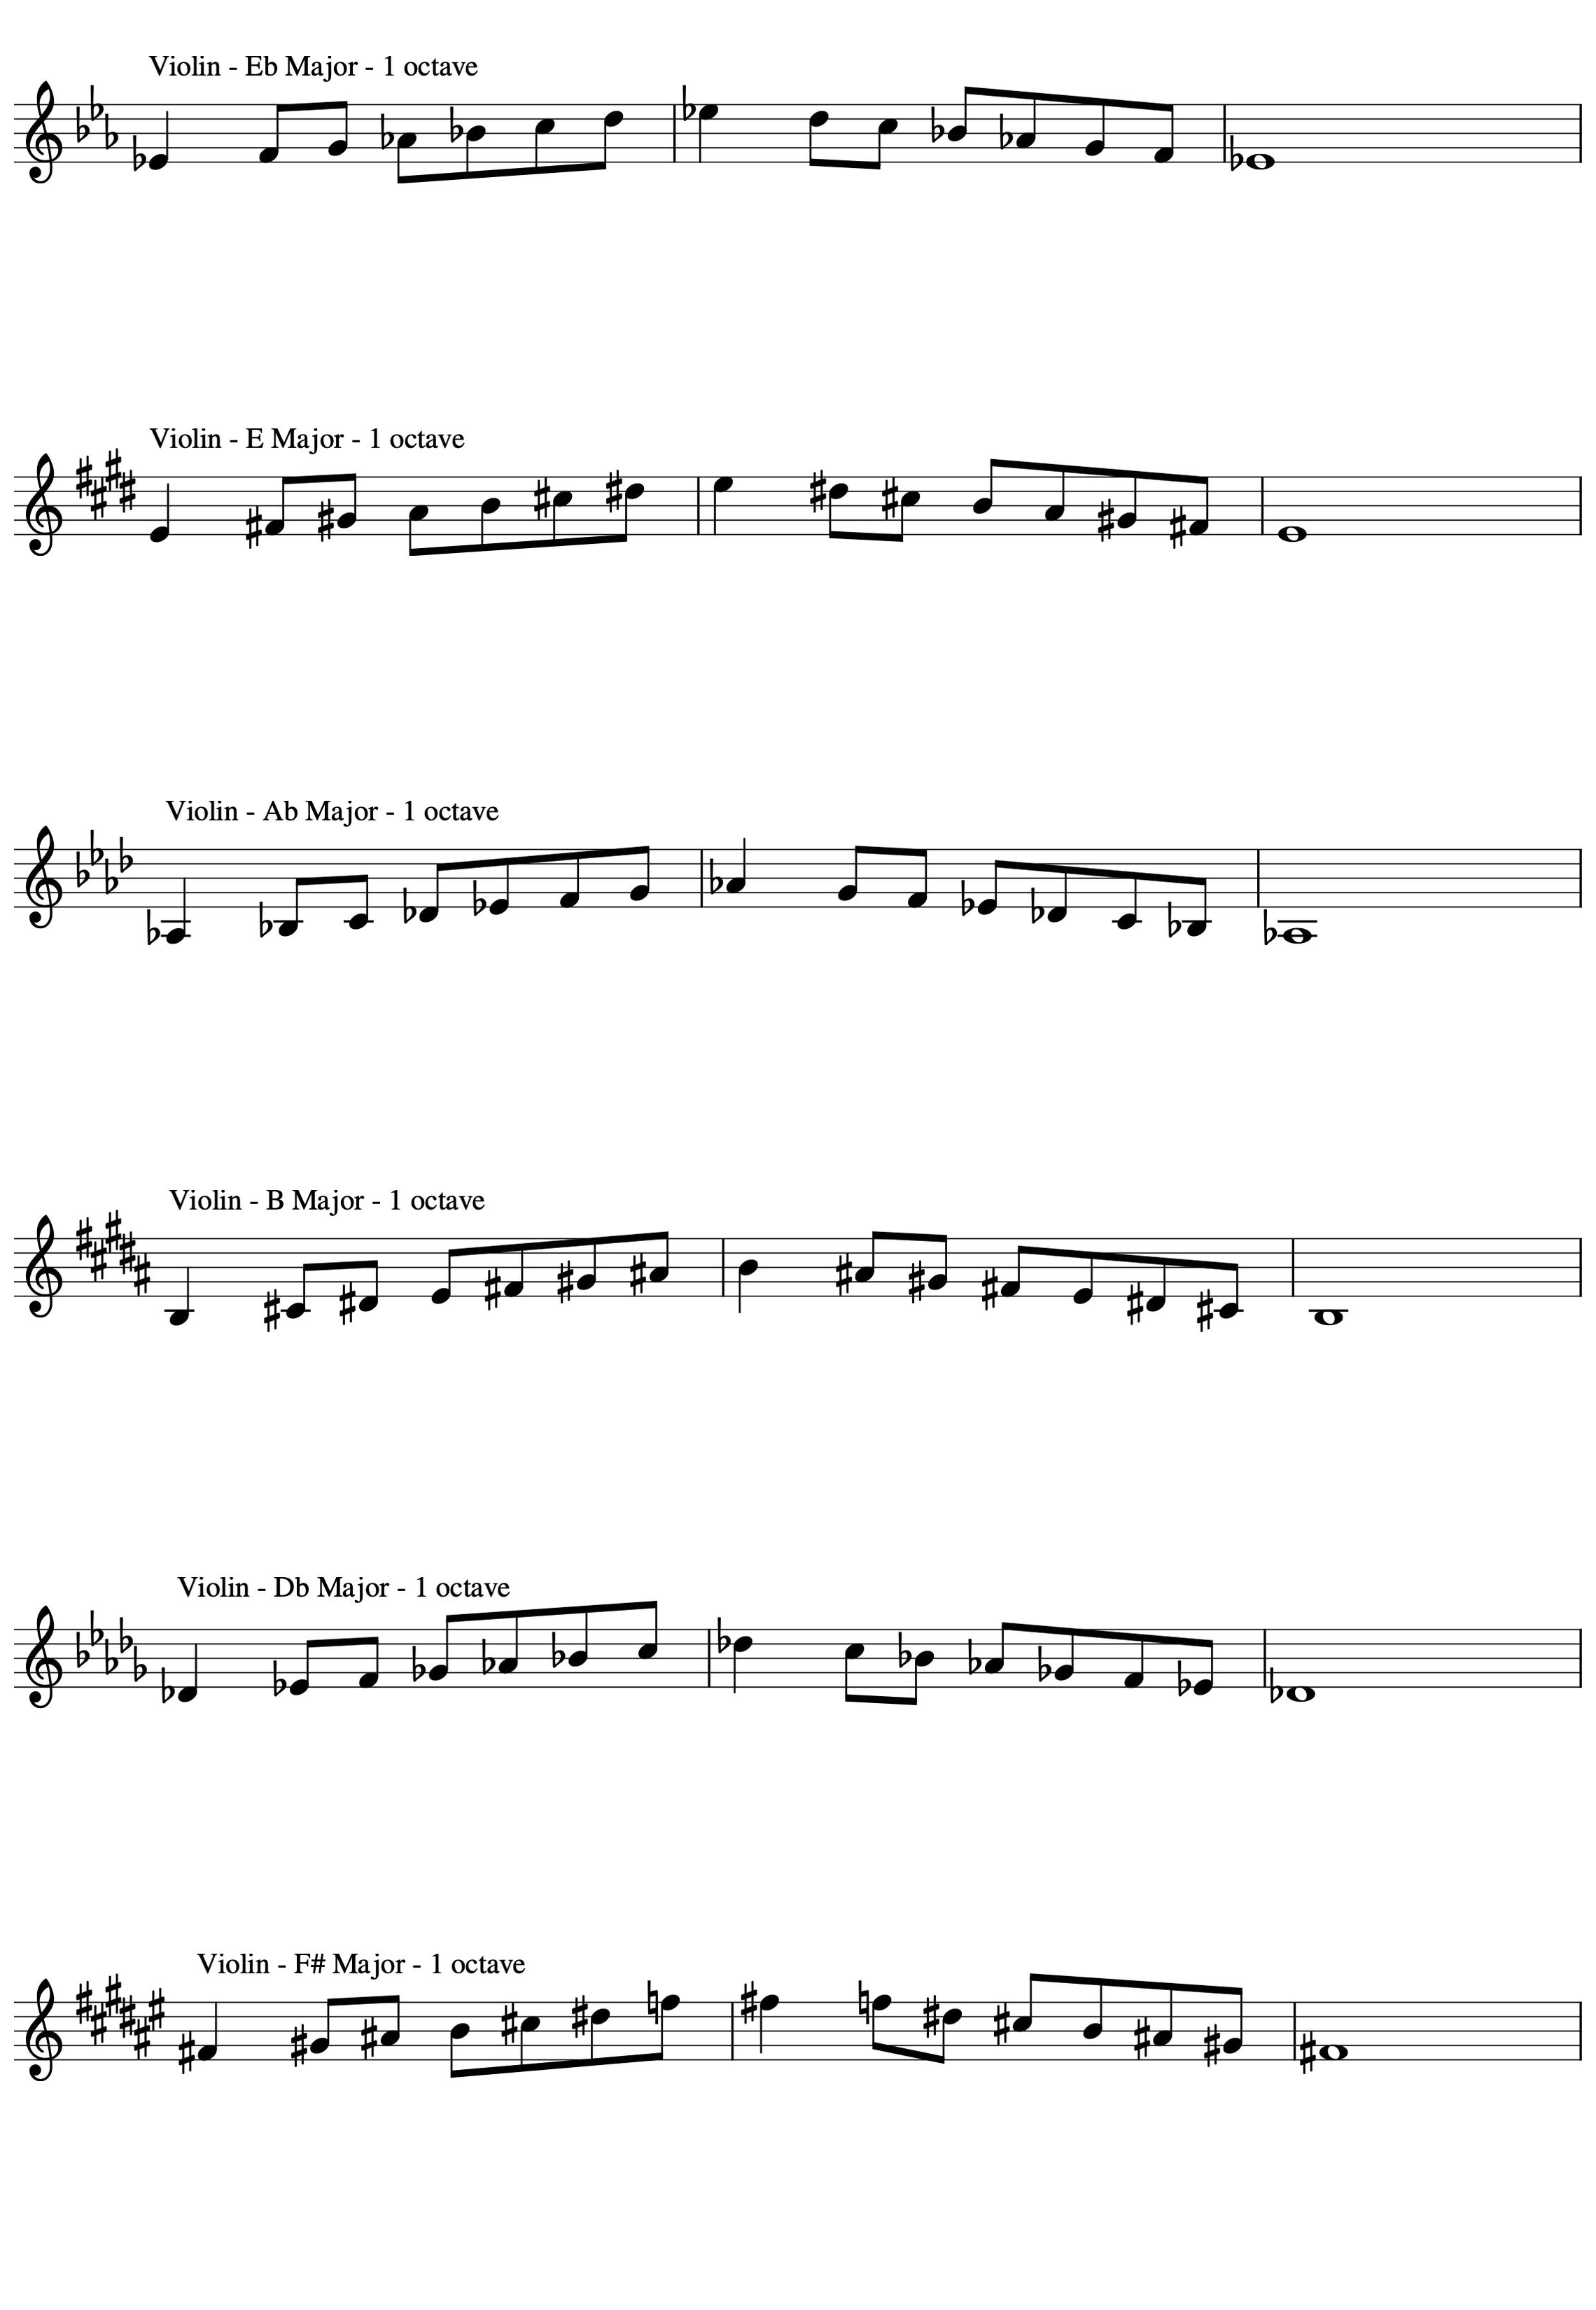 Violin - Eb Major - 1 octave
Violin - E Major - 1 octave
Violin - Ab Major - 1 octave
Violin - B Major - 1 octave
Violin - Db Major - 1 octave
Violin - F# Major - 1 octave